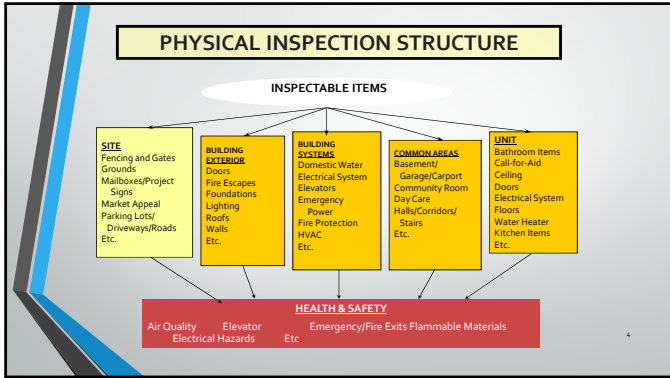 PHYSICAL INSPECTION STRUCTURE
INSPECTABLE ITEMS
SITE
Fencing and Gates
Grounds
Mailboxes/Project
Signs
Market Appeal
Parking Lots/
Driveways/Roads
Etc.
BUILDING
EXTERIOR
Doors
Fire Escapes
Foundations
Lighting
Roofs
Walls
Etc.
BUILDING
SYSTEMS
Domestic Water
Electrical System
Elevators
Emergency
Power
Fire Protection
HVAC
Etc.
COMMON AREAS
Basement/
Garage/Carport
Community Room
Day Care
Halls/Corridors/
Stairs
Etc.
UNIT
Bathroom Items
Call-for-Aid
Ceiling
Doors
Electrical System
Floors
Water Heater
Kitchen Items
Etc.
HEALTH & SAFETY
Air Quality Elevator Emergency/Fire Exits Flammable Materials
Electrical Hazards Etc.
4